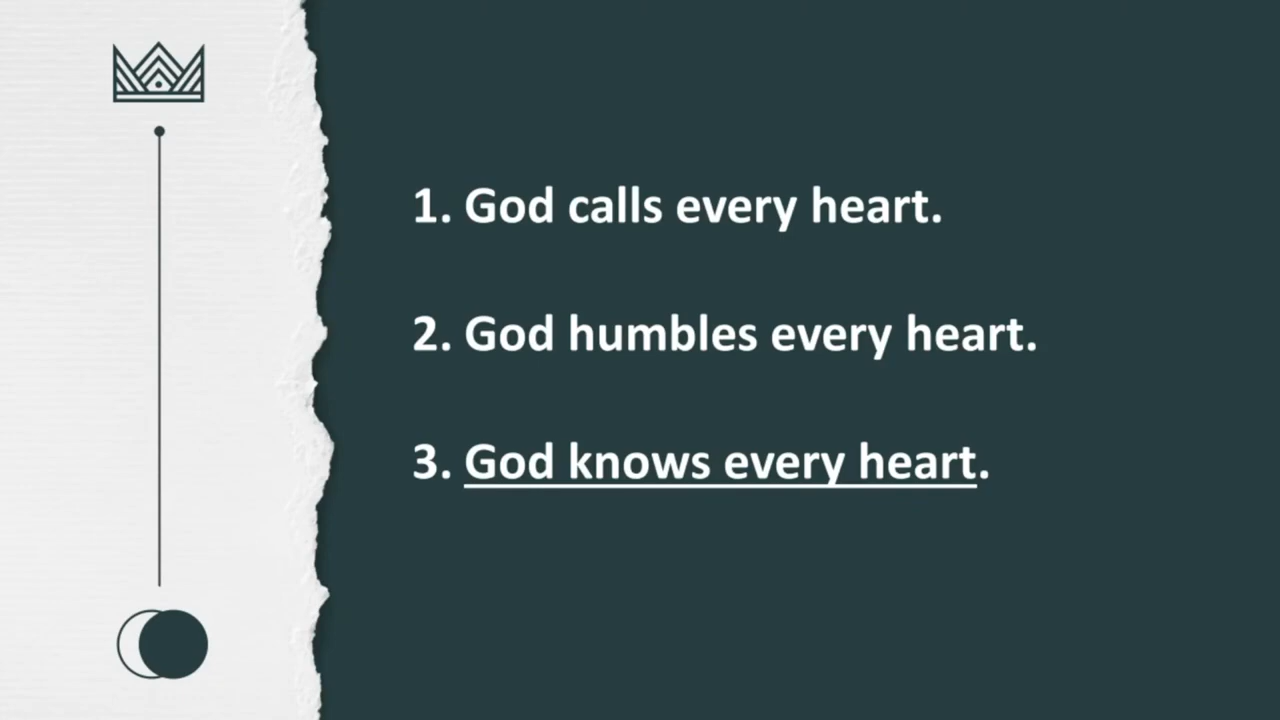 1. God calls every heart.
2. God humbles every heart.
3. God knows every heart.